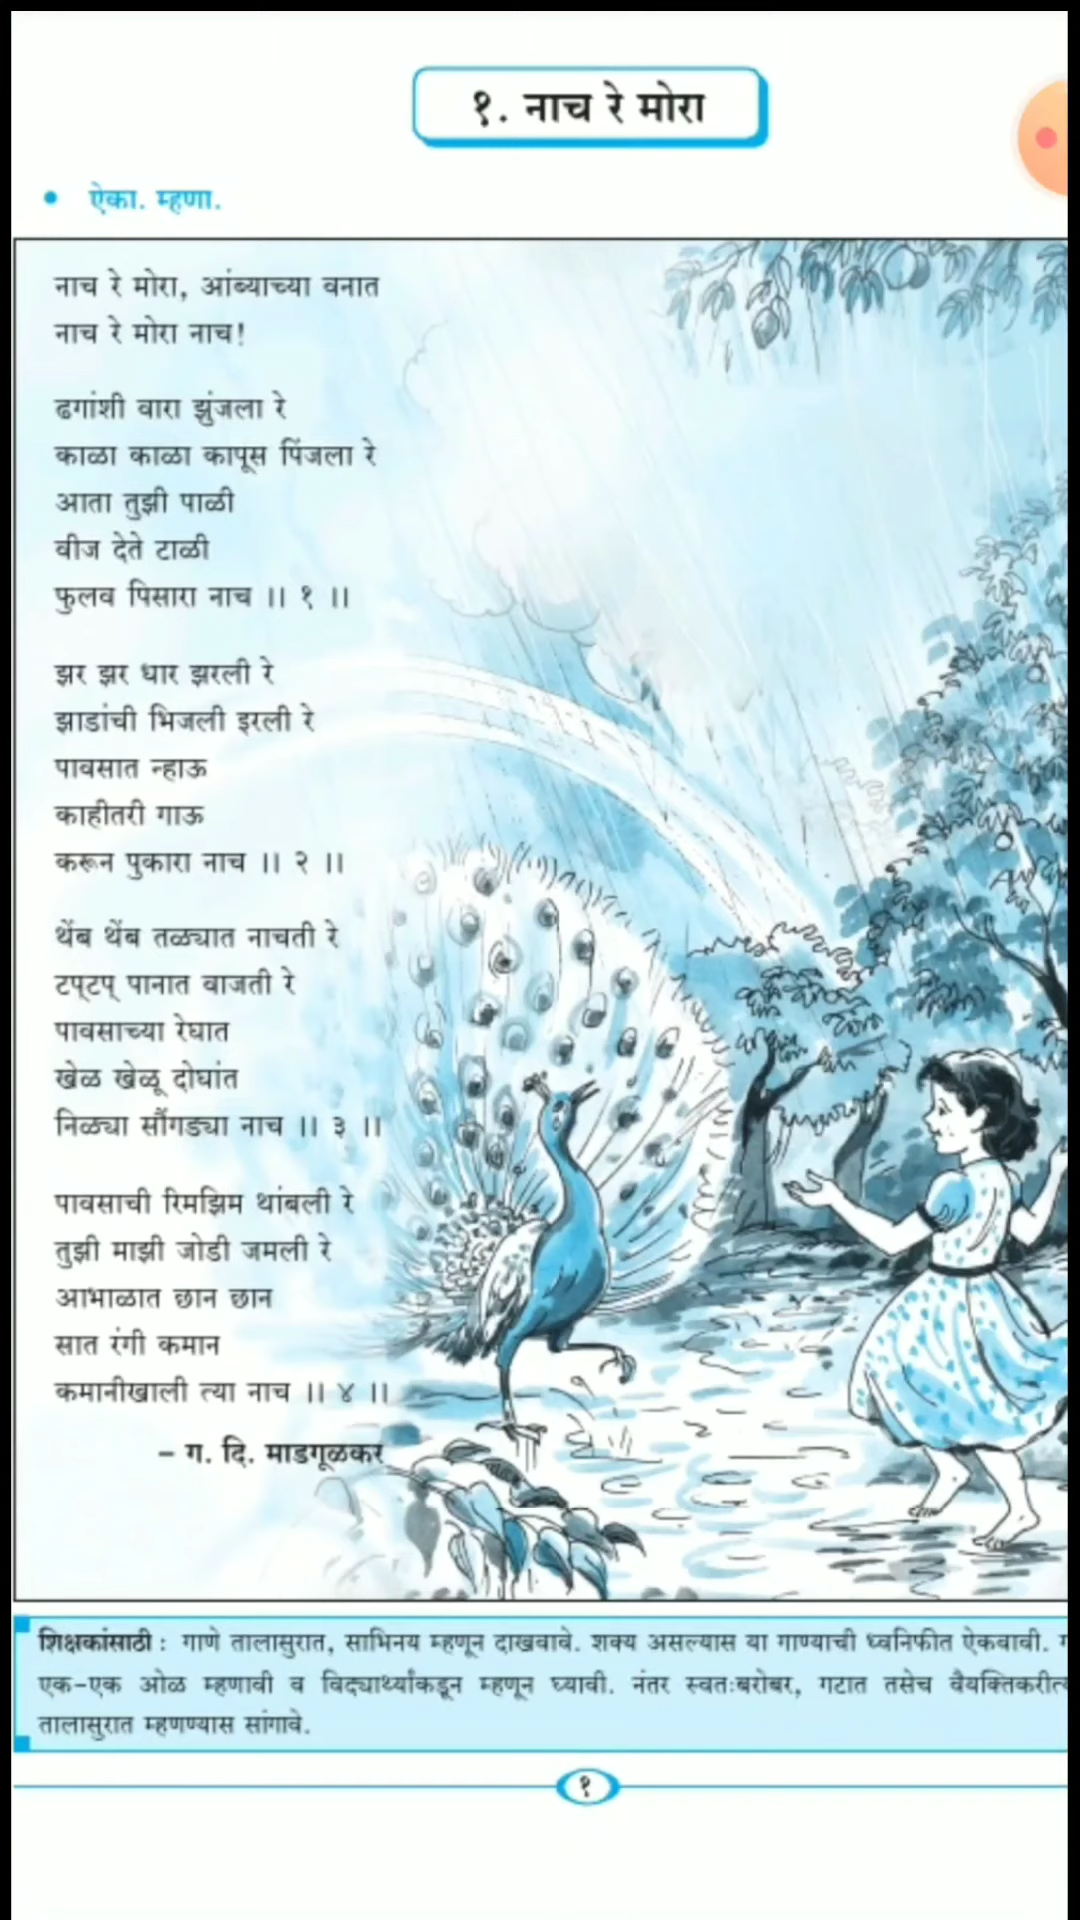 १. नाच रे मोरा
• ऐका. म्हणा.
नाच रे मोरा, आंब्याच्या वनात
नाच रे मोरा नाच!
ढगांशी वारा झुंजला रे
काळा काळा कापूस पिंजला रे
आता तुझी पाळी
वीज देते टाळी
फुलव पिसारा नाच ।। १ ।।
झर झर धार झरली रे
झाडांची भिजली इरली रे
पावसात न्हाऊ
काहीतरी गाऊ
करून पुकारा नाच ।। २ ।।
थेंब थेंब तळ्यात नाचती रे
टप्‌टप् पानात वाजती रे
पावसाच्या रेघात
खेळ खेळू दोघांत
निळ्या सौंगड्या नाच ।। ३ ।।
पावसाची रिमझिम थांबली रे
तुझी माझी जोडी जमली रे
आभाळात छान छान
सात रंगी कमान
कमानीखाली त्या नाच ।। ४ ।।
– ग. दि. माडगूळकर
शिक्षकांसाठी : गाणे तालासुरात, साभिनय म्हणून दाखवावे. शक्य असल्यास या गाण्याची ध्वनिफीत ऐकवावी.
एक-एक ओळ म्हणावी व विद्यार्थ्यांकडून म्हणून घ्यावी. नंतर स्वतःबरोबर, गटात तसेच
तालासुरात म्हणण्यास सांगावे.
१